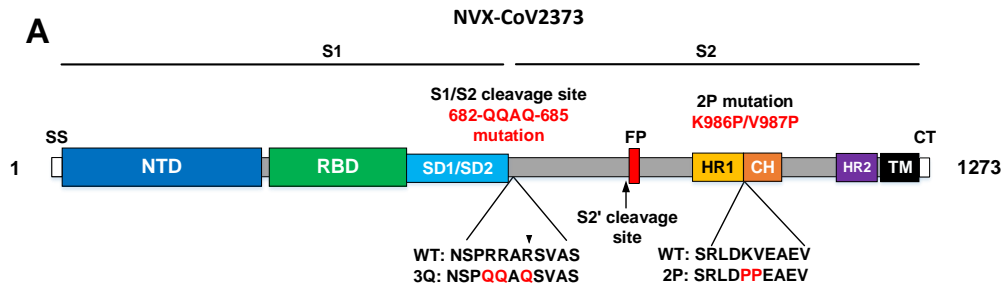 NVX-CoV2373
A
S1 S2
S1/S2 cleavage site
682-QQAQ-685
mutation
2P mutation
K986P/V987P
SS FP CT
1 NTD RBD SD1/SD2 HR1 CH HR2 TM 1273
S2' cleavage
site
WT: NSPRRARSVAS
3Q: NSPQQAQSVAS
WT: SRLDKVEAEV
2P: SRLDPPEAEV